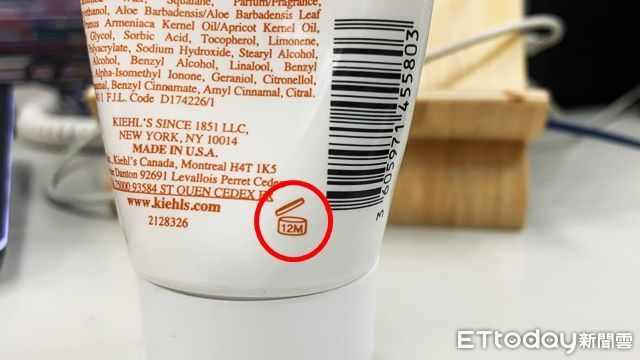 Squalane, Parfum/Fragrance,
Aloe Barbadensis/Aloe Barbadensis Leaf
Prunus Armeniaca Kernel Oil/Apricot Kernel Oil,
Glycol, Sorbic Acid, Tocopherol, Limonene,
Polyacrylate, Sodium Hydroxide, Stearyl Alcohol,
Alcohol, Benzyl Alcohol, Linalool, Benzyl
Alpha-Isomethyl Ionone, Geraniol, Citronellol,
Benzyl Cinnamate, Amyl Cinnamal, Citral.
F.I.L. Code D174226/1
KIEHL'S SINCE 1851 LLC,
NEW YORK, NY 10014
MADE IN U.S.A.
Kiehl's Canada, Montreal H4T 1K5
Danton 92691 Levallois Perret Cedex
75000 93584 ST OUEN CEDEX FR
www.kiehls.com
2128326
12M
3 605971 455803
ETtoday新聞雲